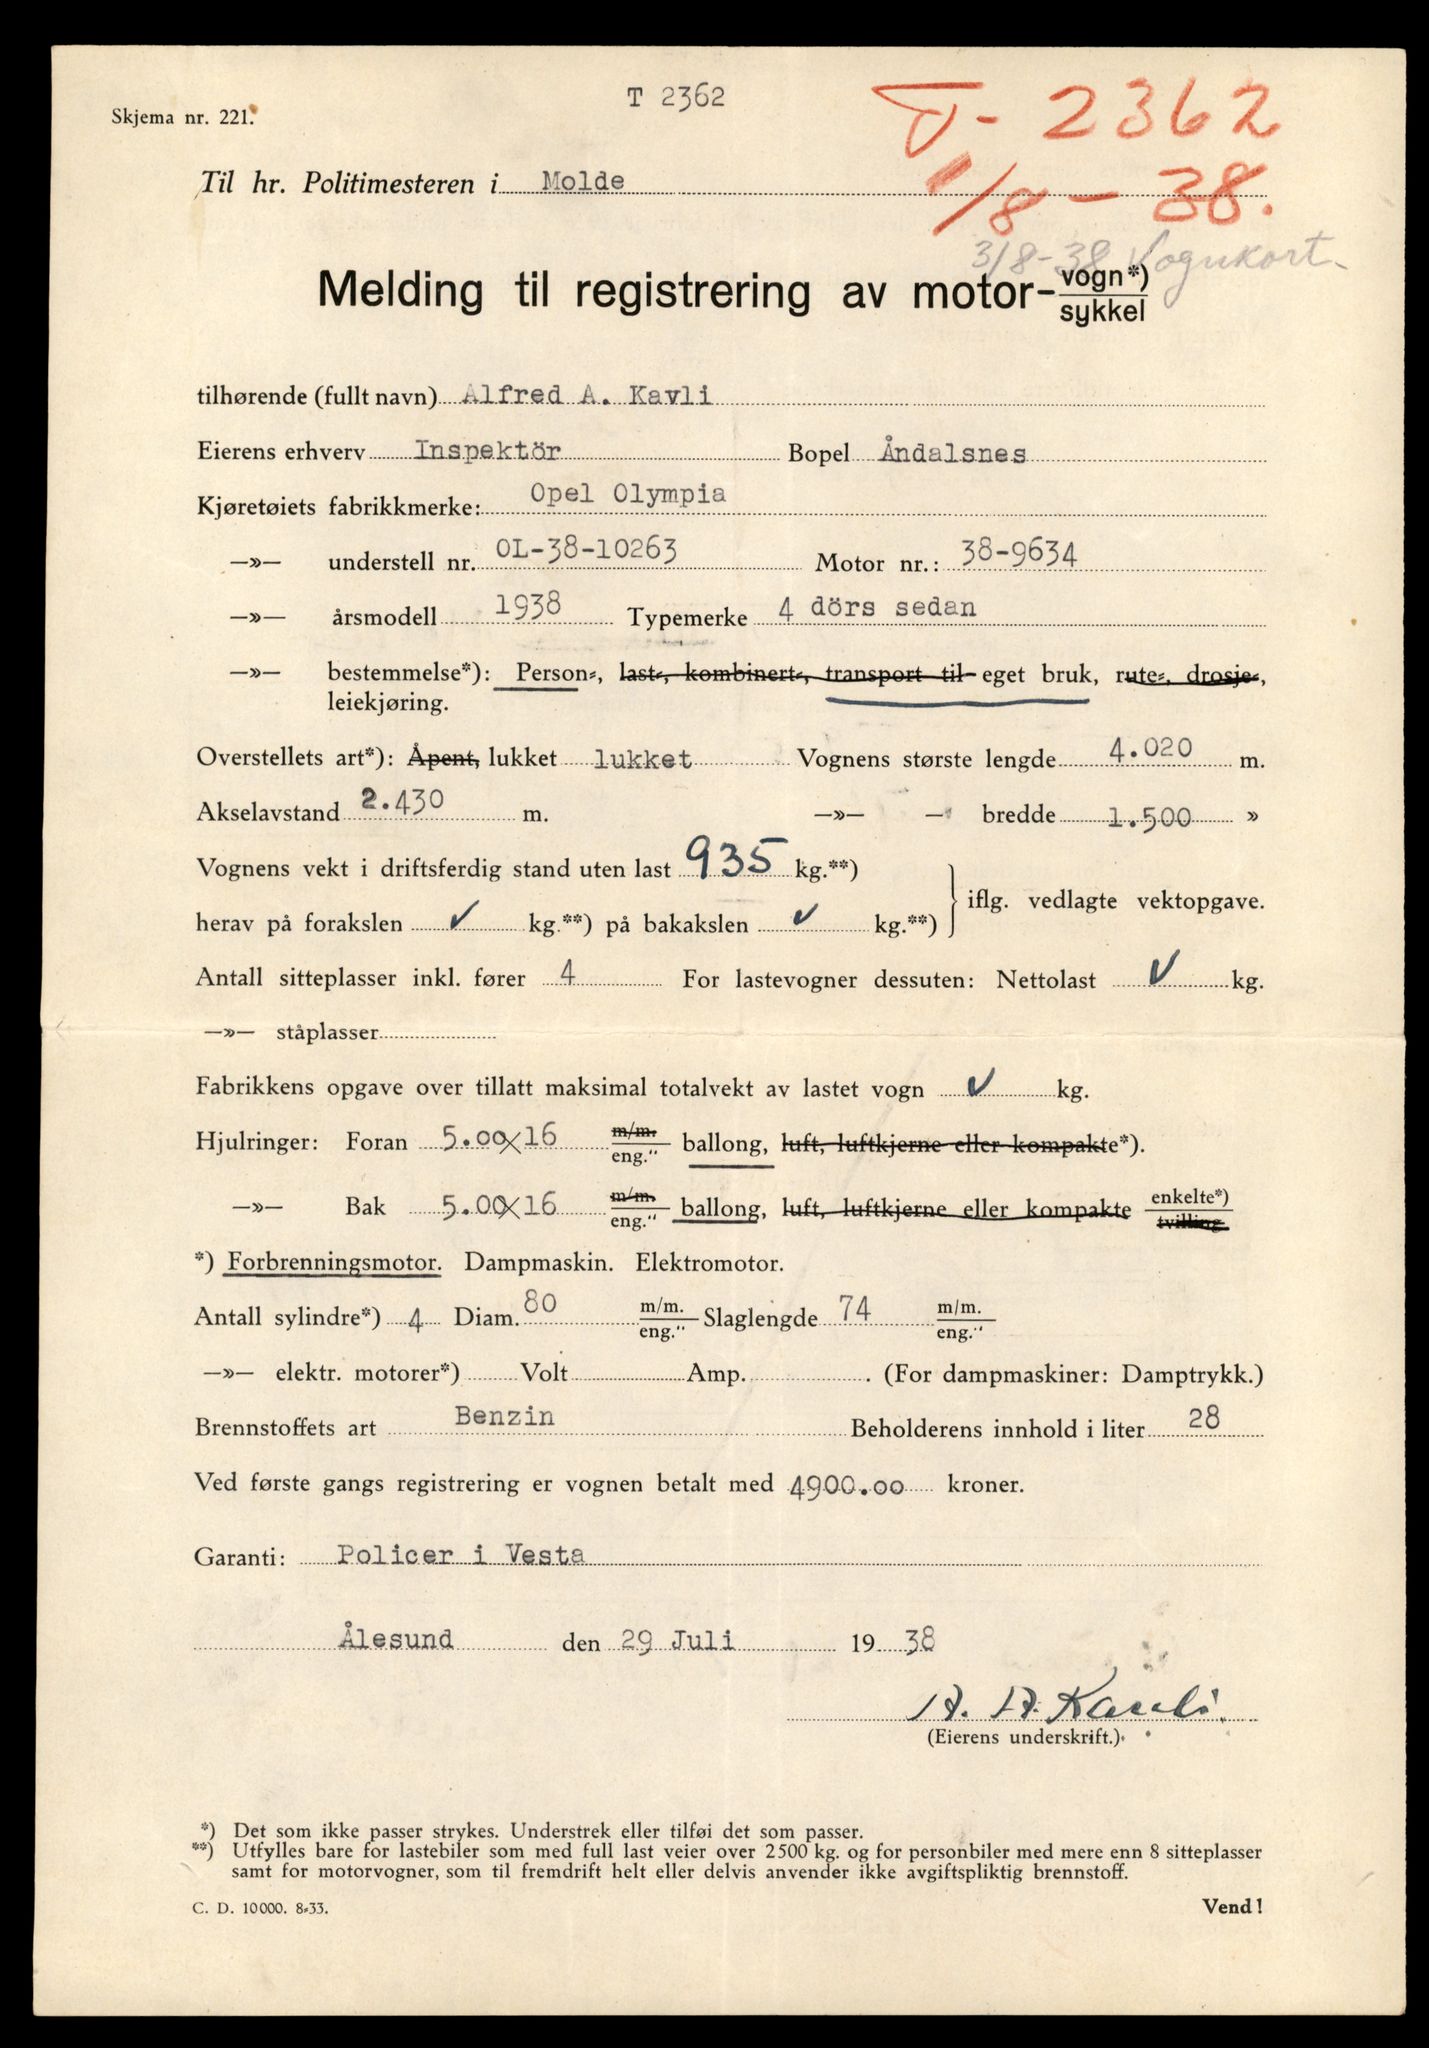 T 2362
T - 2362
Skjema nr. 221.
Til hr. Politimesteren i Molde
1/8 - 38.
3/8-38 Vognkort.
Melding til registrering av motor-vogn*)/sykkel
tilhørende (fullt navn) Alfred A. Kavli
Eierens erhverv Inspektör Bopel Åndalsnes
Kjøretøiets fabrikkmerke: Opel Olympia
—»— understell nr. OL-38-10263 Motor nr.: 38-9634
—»— årsmodell 1938 Typemerke 4 dörs sedan
—»— bestemmelse*): Person-, last-, kombinert-, transport til eget bruk, rute-, drosje-,
leiekjøring.
Overstellets art*): Åpent, lukket lukket Vognens største lengde 4.020 m.
Akselavstand 2.430 m. —»— - bredde 1.500 »
Vognens vekt i driftsferdig stand uten last 935 kg.**)
iflg. vedlagte vektopgave.
herav på forakslen ✓ kg.**) på bakakslen ✓ kg.**)
Antall sitteplasser inkl. fører 4 For lastevogner dessuten: Nettolast ✓ kg.
—»— ståplasser
Fabrikkens opgave over tillatt maksimal totalvekt av lastet vogn ✓ kg.
Hjulringer: Foran 5.00x16 m/m./eng." ballong, luft, luftkjerne eller kompakte*).
—»— Bak 5.00x16 m/m./eng." ballong, luft, luftkjerne eller kompakte enkelte*)/tvilling
*) Forbrenningsmotor. Dampmaskin. Elektromotor.
Antall sylindre*) 4 Diam. 80 m/m./eng." Slaglengde 74 m/m./eng."
—»— elektr. motorer*) Volt Amp. . (For dampmaskiner: Damptrykk.)
Brennstoffets art Benzin Beholderens innhold i liter 28
Ved første gangs registrering er vognen betalt med 4900.00 kroner.
Garanti: Policer i Vesta
Ålesund den 29 Juli 19 38
A. A. Kavli.
(Eierens underskrift.)
*) Det som ikke passer strykes. Understrek eller tilføi det som passer.
**) Utfylles bare for lastebiler som med full last veier over 2500 kg. og for personbiler med mere enn 8 sitteplasser
samt for motorvogner, som til fremdrift helt eller delvis anvender ikke avgiftspliktig brennstoff.
C. D. 10000. 8-33. Vend!